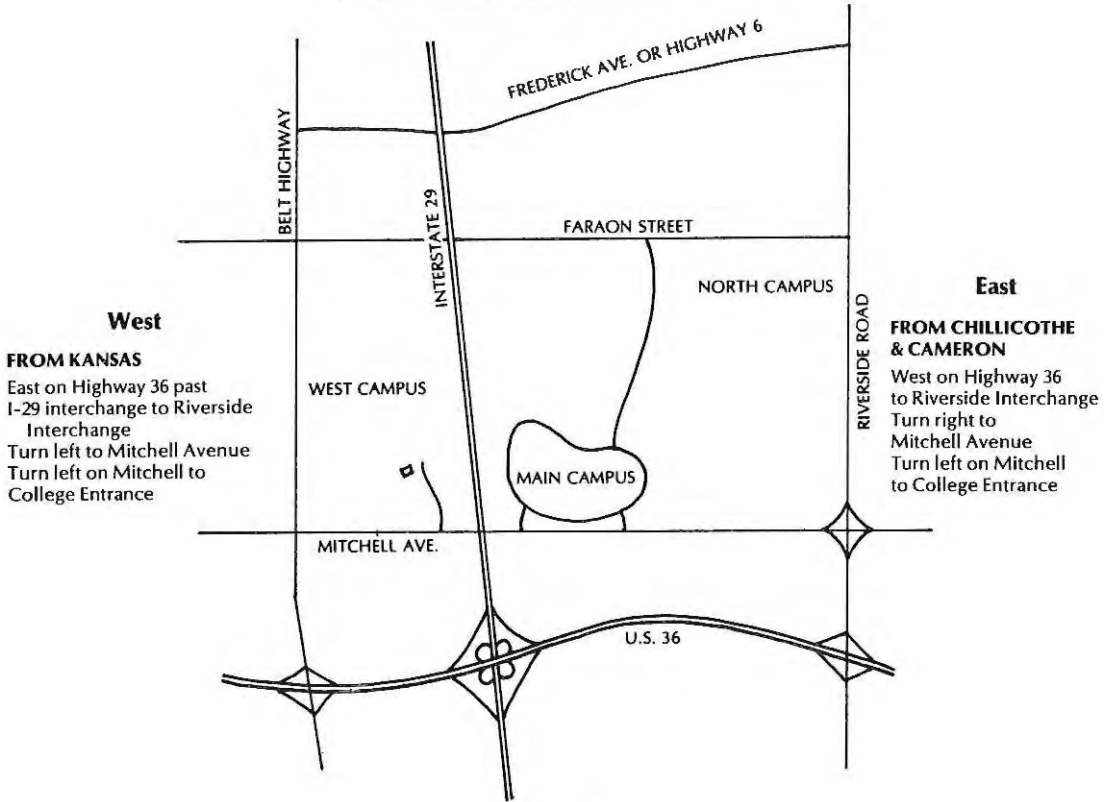 FREDERICK AVE. OR HIGHWAY 6
BELT HIGHWAY
INTERSTATE 29
FARAON STREET
NORTH CAMPUS
RIVERSIDE ROAD
West
FROM KANSAS
East on Highway 36 past
I-29 interchange to Riverside
Interchange
Turn left to Mitchell Avenue
Turn left on Mitchell to
College Entrance
WEST CAMPUS
MAIN CAMPUS
East
FROM CHILLICOTHE
& CAMERON
West on Highway 36
to Riverside Interchange
Turn right to
Mitchell Avenue
Turn left on Mitchell
to College Entrance
MITCHELL AVE.
U.S. 36